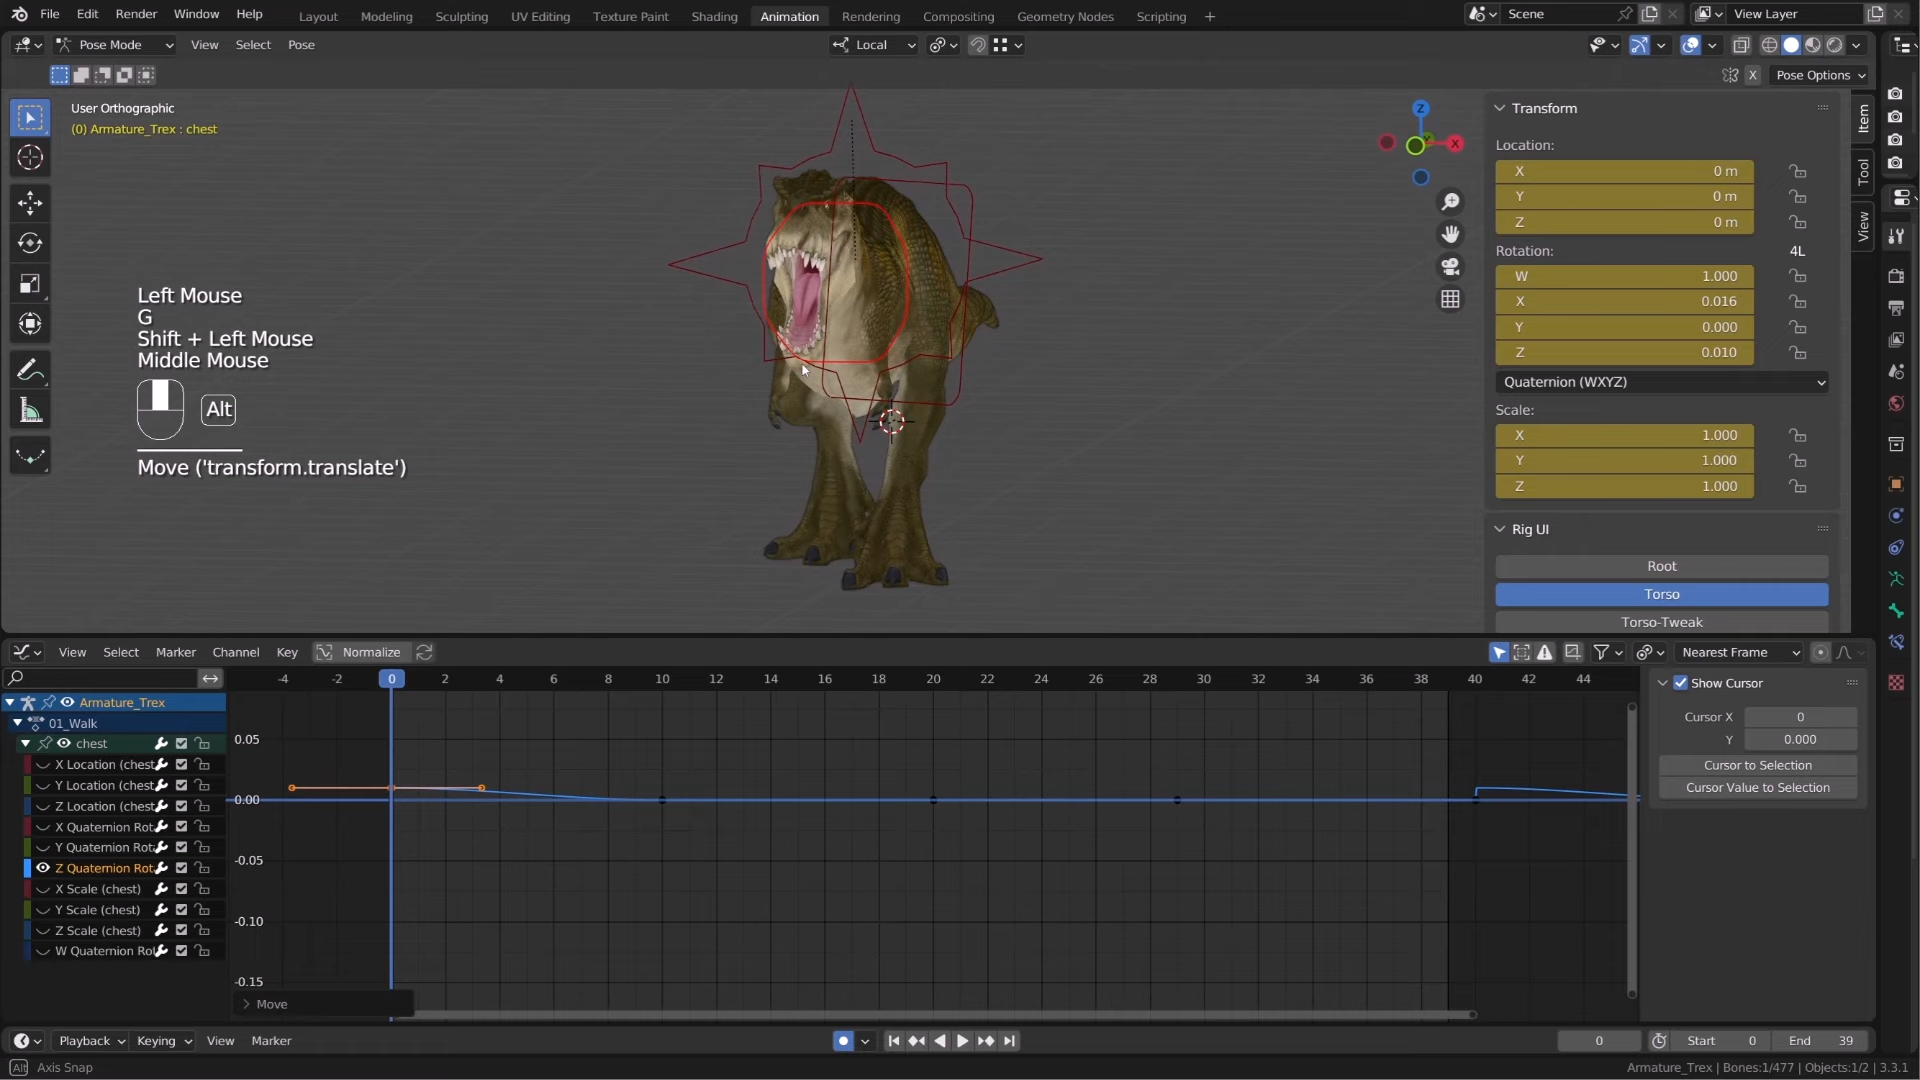 File Edit Render Window Help Layout Modeling Sculpting UV Editing Texture Paint Shading Animation Rendering Compositing Geometry Nodes Scripting + Scene View Layer
Pose Mode View Select Pose Local
X Pose Options
User Orthographic
(0) Armature_Trex : chest
Left Mouse
G
Shift + Left Mouse
Middle Mouse
Alt
Move ('transform.translate')
Z
X
Transform
Location:
X 0 m
Y 0 m
Z 0 m
Rotation: 4L
W 1.000
X 0.016
Y 0.000
Z 0.010
Quaternion (WXYZ)
Scale:
X 1.000
Y 1.000
Z 1.000
Rig UI
Root
Torso
Torso-Tweak
Item
Tool
View
View Select Marker Channel Key Normalize Nearest Frame
-4 -2 0 2 4 6 8 10 12 14 16 18 20 22 24 26 28 30 32 34 36 38 40 42 44
Armature_Trex
01_Walk
chest
X Location (chest
Y Location (chest
Z Location (chest
X Quaternion Rot
Y Quaternion Rot
Z Quaternion Rot
X Scale (chest)
Y Scale (chest)
Z Scale (chest)
W Quaternion Rot
0.05
0.00
-0.05
-0.10
-0.15
Move
Show Cursor
Cursor X 0
Y 0.000
Cursor to Selection
Cursor Value to Selection
Playback Keying View Marker 0 Start 0 End 39
Alt Axis Snap Armature_Trex | Bones:1/477 | Objects:1/2 | 3.3.1